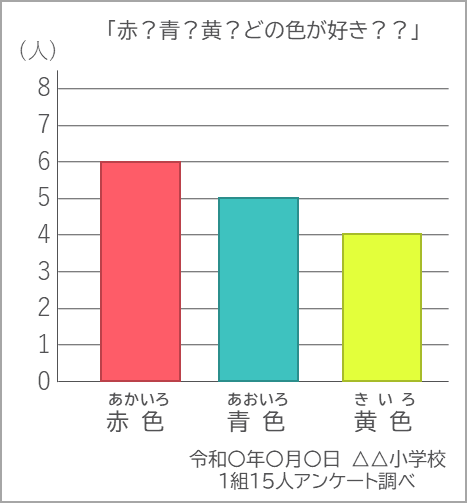 「赤？青？黄？どの色が好き？？」
（人）
8
7
6
5
4
3
2
1
0
あかいろ あおいろ きいろ
赤色 青色 黄色
令和〇年〇月〇日 △△小学校
1組15人アンケート調べ